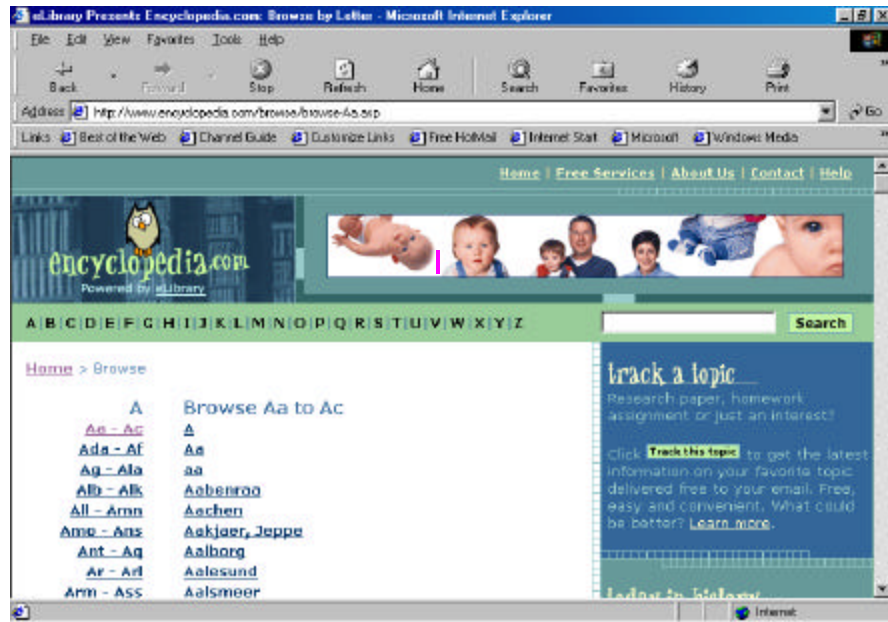 eLibrary Presents Encyclopedia.com: Browse by Letter - Microsoft Internet Explorer
File Edit View Favorites Tools Help
Back Forward Stop Refresh Home Search Favorites History Print
Address http://www.encyclopedia.com/browse/browse-Aa.asp Go
Links Best of the Web Channel Guide Customize Links Free HotMail Internet Start Microsoft Windows Media
Home | Free Services | About Us | Contact | Help
encyclopedia.com
Powered by eLibrary
A|B|C|D|E|F|G|H|I|J|K|L|M|N|O|P|Q|R|S|T|U|V|W|X|Y|Z Search
Home > Browse
A Browse Aa to Ac
Aa - Ac A
Ada - Af Aa
Ag - Ala aa
Alb - Alk Aabenraa
All - Amn Aachen
Amo - Ans Aakjaer, Jeppe
Ant - Aq Aalborg
Ar - Arl Aalesund
Arm - Ass Aalsmeer
track a topic
Research paper, homework
assignment or just an interest?
Click Track this topic to get the latest
information on your favorite topic
delivered free to your email. Free,
easy and convenient. What could
be better? Learn more.
today in history
Internet